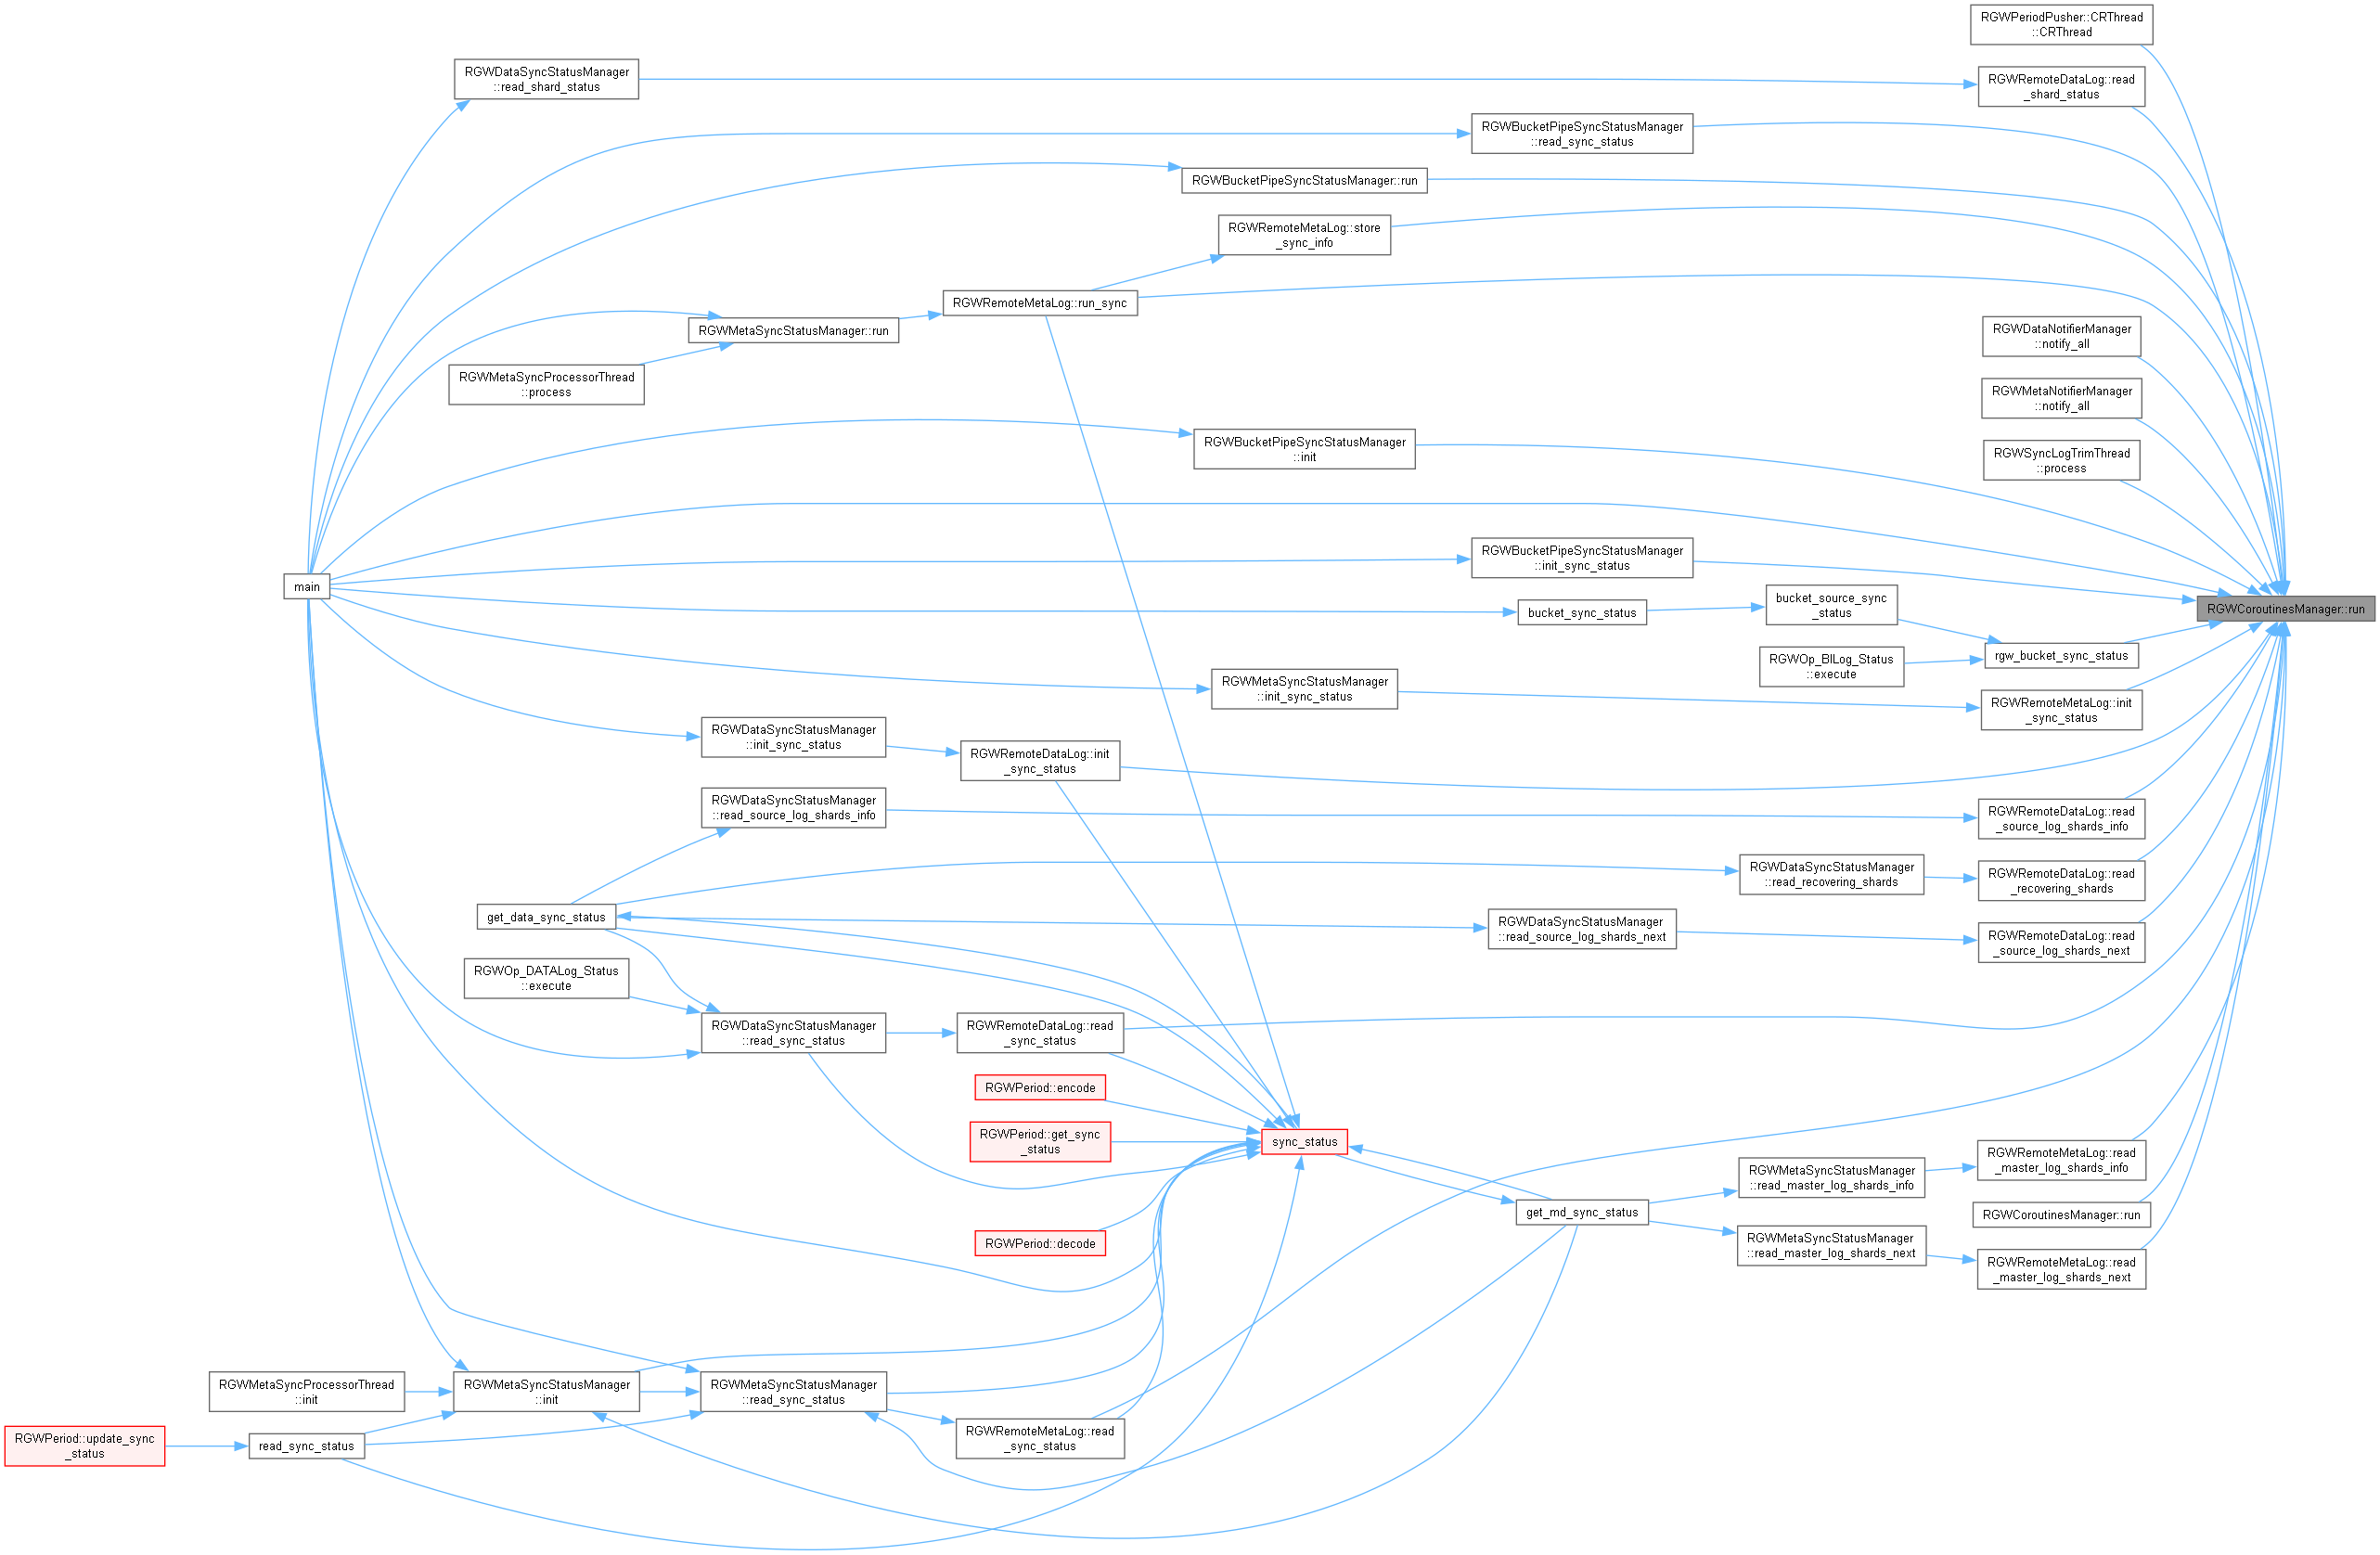 RGWPeriodPusher::CRThread
::CRThread
RGWDataSyncStatusManager
::read_shard_status
RGWRemoteDataLog::read
_shard_status
RGWBucketPipeSyncStatusManager
::read_sync_status
RGWBucketPipeSyncStatusManager::run
RGWRemoteMetaLog::store
_sync_info
RGWRemoteMetaLog::run_sync
RGWMetaSyncStatusManager::run
RGWDataNotifierManager
::notify_all
RGWMetaSyncProcessorThread
::process
RGWMetaNotifierManager
::notify_all
RGWBucketPipeSyncStatusManager
::init
RGWSyncLogTrimThread
::process
RGWBucketPipeSyncStatusManager
::init_sync_status
main
bucket_sync_status
bucket_source_sync
_status
RGWCoroutinesManager::run
rgw_bucket_sync_status
RGWOp_BILog_Status
::execute
RGWMetaSyncStatusManager
::init_sync_status
RGWRemoteMetaLog::init
_sync_status
RGWDataSyncStatusManager
::init_sync_status
RGWRemoteDataLog::init
_sync_status
RGWDataSyncStatusManager
::read_source_log_shards_info
RGWRemoteDataLog::read
_source_log_shards_info
RGWDataSyncStatusManager
::read_recovering_shards
RGWRemoteDataLog::read
_recovering_shards
get_data_sync_status
RGWDataSyncStatusManager
::read_source_log_shards_next
RGWRemoteDataLog::read
_source_log_shards_next
RGWOp_DATALog_Status
::execute
RGWDataSyncStatusManager
::read_sync_status
RGWRemoteDataLog::read
_sync_status
RGWPeriod::encode
RGWPeriod::get_sync
_status
sync_status
RGWRemoteMetaLog::read
_master_log_shards_info
RGWMetaSyncStatusManager
::read_master_log_shards_info
get_md_sync_status
RGWCoroutinesManager::run
RGWPeriod::decode
RGWMetaSyncStatusManager
::read_master_log_shards_next
RGWRemoteMetaLog::read
_master_log_shards_next
RGWMetaSyncProcessorThread
::init
RGWMetaSyncStatusManager
::init
RGWMetaSyncStatusManager
::read_sync_status
RGWRemoteMetaLog::read
_sync_status
RGWPeriod::update_sync
_status
read_sync_status